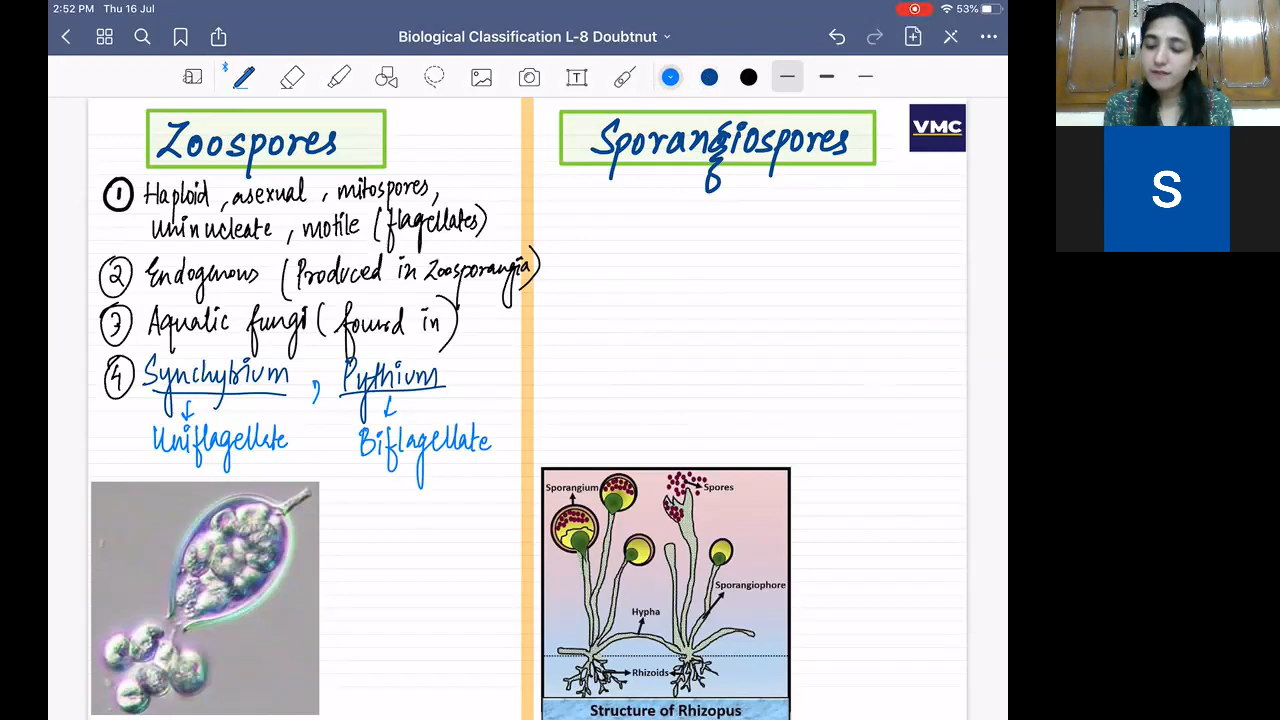 2:52 PM Thu 16 Jul
53%
Biological Classification L-8 Doubtnut
T
Zoospores
① Haploid, asexual, mitospores,
Uninucleate, motile (flagellates)
② Endogenous (Produced in Zoosporangia)
③ Aquatic fungi (found in)
④ Synchytrium, Pythium
Uniflagellate Biflagellate
Sporangiospores
VMC
Sporangium
Spores
Sporangiophore
Hypha
Rhizoids
Structure of Rhizopus
S